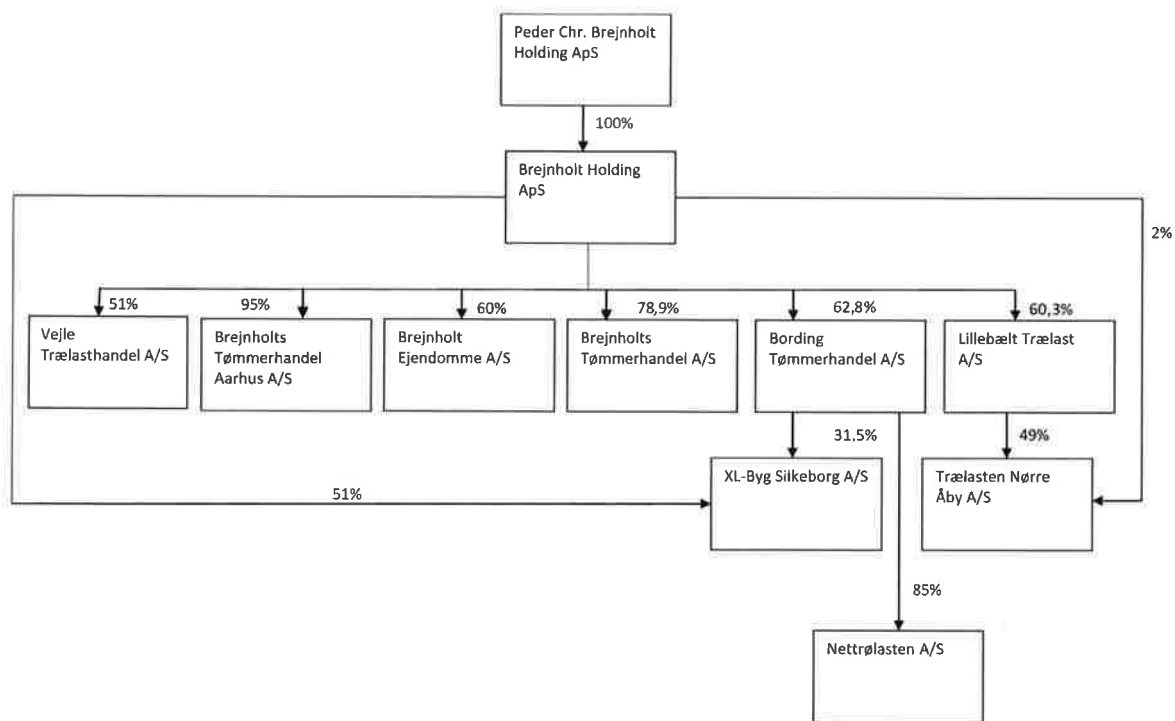 Peder Chr. Brejnholt
Holding ApS
100%
Brejnholt Holding
ApS
2%
51%
95%
60%
78,9%
62,8%
60,3%
Vejle
Trælasthandel A/S
Brejnholts
Tømmerhandel
Aarhus A/S
Brejnholt
Ejendomme A/S
Brejnholts
Tømmerhandel A/S
Bording
Tømmerhandel A/S
Lillebælt Trælast
A/S
31,5%
49%
XL-Byg Silkeborg A/S
Trælasten Nørre
Åby A/S
51%
85%
Nettrølasten A/S